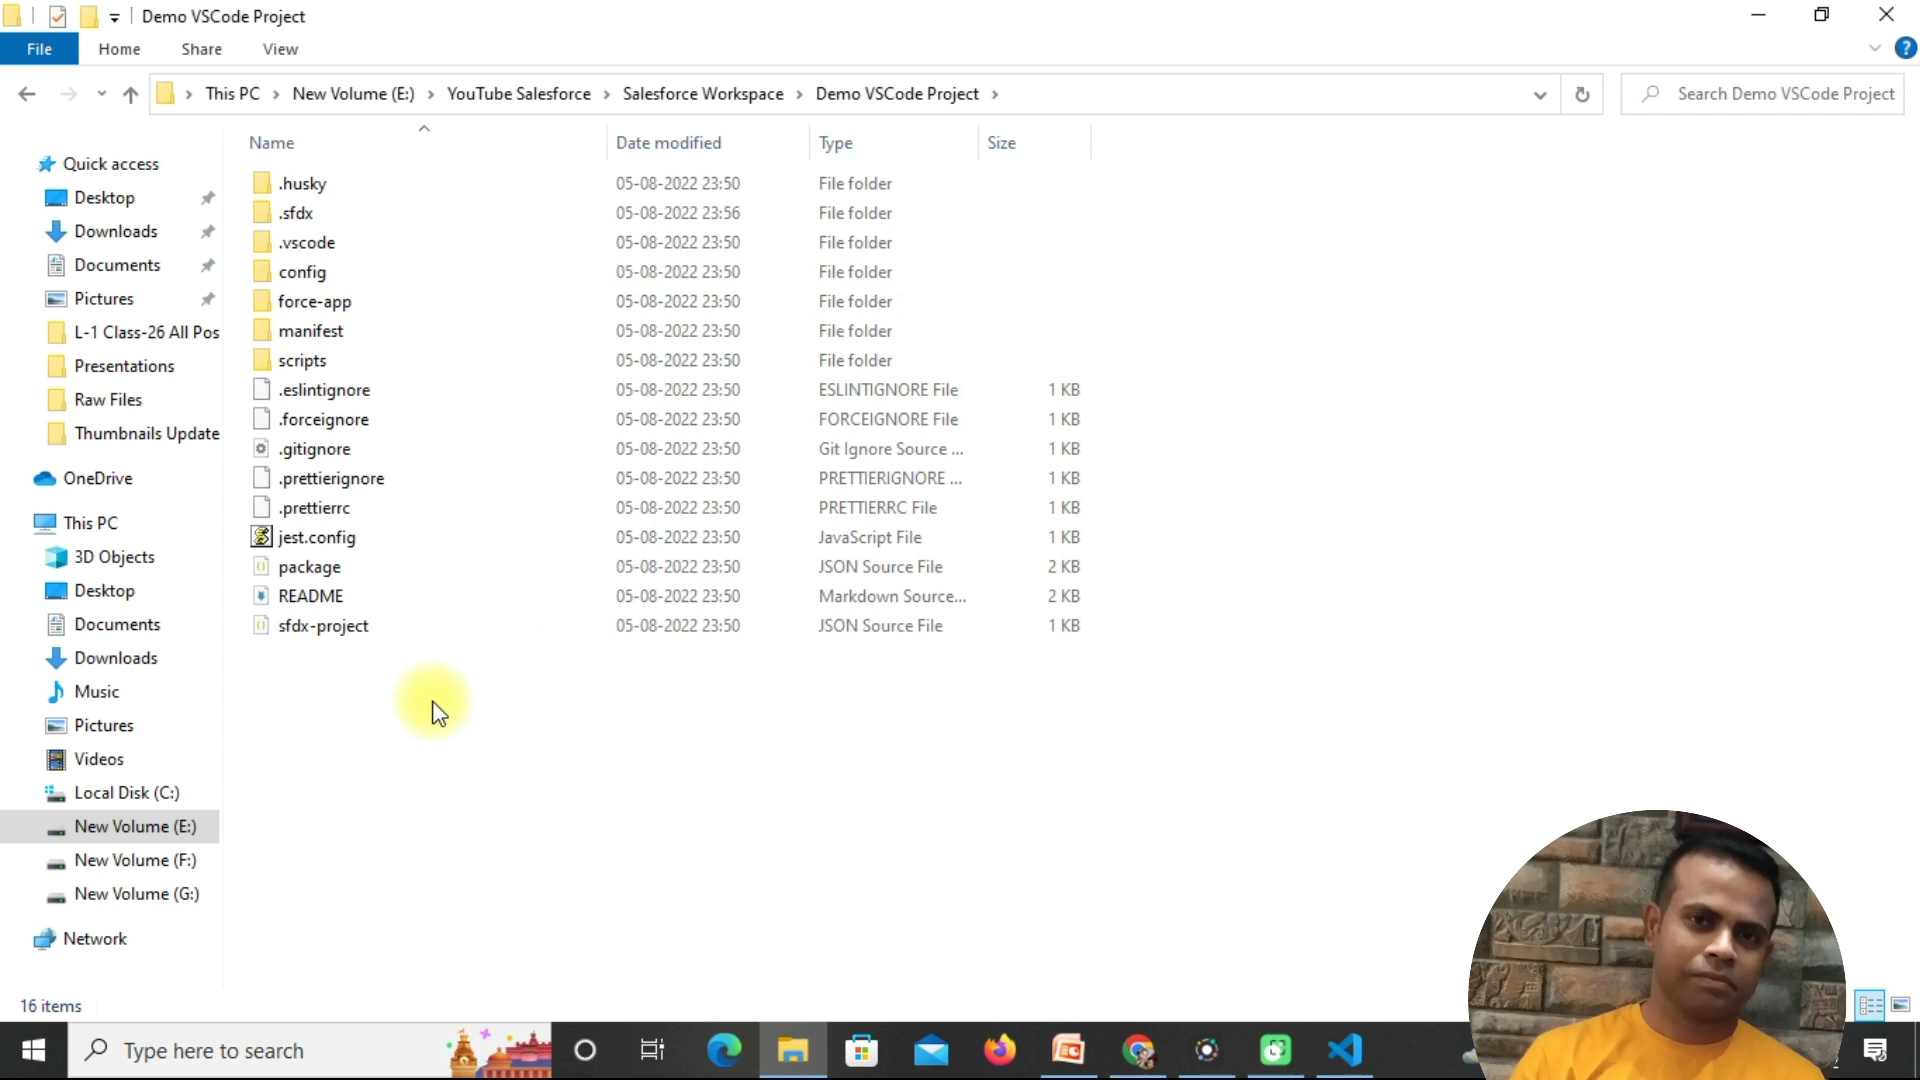 Demo VSCode Project
File Home Share View
This PC New Volume (E:) YouTube Salesforce Salesforce Workspace Demo VSCode Project
Search Demo VSCode Project
Name Date modified Type Size
.husky 05-08-2022 23:50 File folder
.sfdx 05-08-2022 23:56 File folder
.vscode 05-08-2022 23:50 File folder
config 05-08-2022 23:50 File folder
force-app 05-08-2022 23:50 File folder
manifest 05-08-2022 23:50 File folder
scripts 05-08-2022 23:50 File folder
.eslintignore 05-08-2022 23:50 ESLINTIGNORE File 1 KB
.forceignore 05-08-2022 23:50 FORCEIGNORE File 1 KB
.gitignore 05-08-2022 23:50 Git Ignore Source ... 1 KB
.prettierignore 05-08-2022 23:50 PRETTIERIGNORE ... 1 KB
.prettierrc 05-08-2022 23:50 PRETTIERRC File 1 KB
jest.config 05-08-2022 23:50 JavaScript File 1 KB
package 05-08-2022 23:50 JSON Source File 2 KB
README 05-08-2022 23:50 Markdown Source... 2 KB
sfdx-project 05-08-2022 23:50 JSON Source File 1 KB
Quick access
Desktop
Downloads
Documents
Pictures
L-1 Class-26 All Pos
Presentations
Raw Files
Thumbnails Update
OneDrive
This PC
3D Objects
Desktop
Documents
Downloads
Music
Pictures
Videos
Local Disk (C:)
New Volume (E:)
New Volume (F:)
New Volume (G:)
Network
16 items
Type here to search